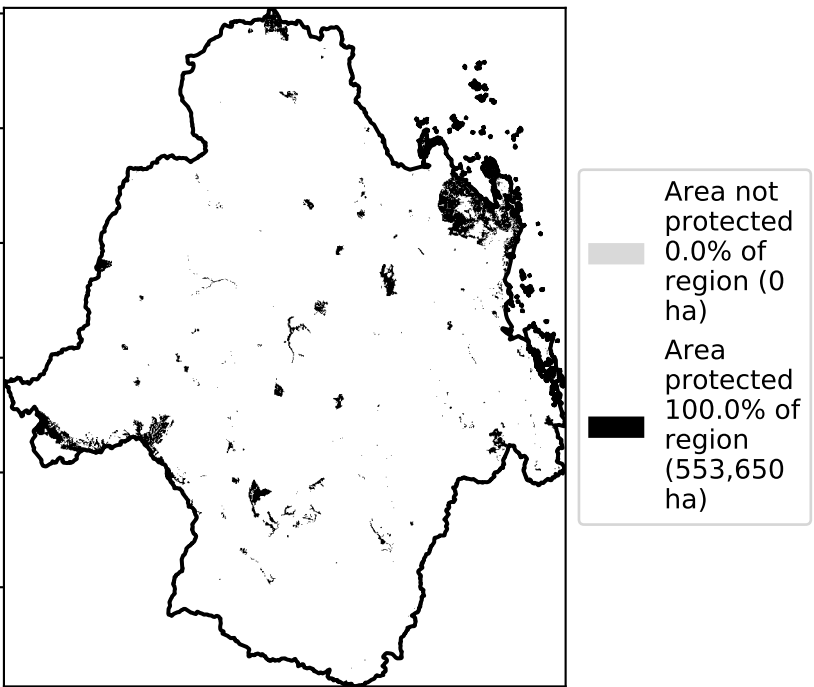 Area not
protected
0.0% of
region (0
ha)
Area
protected
100.0% of
region
(553,650
ha)